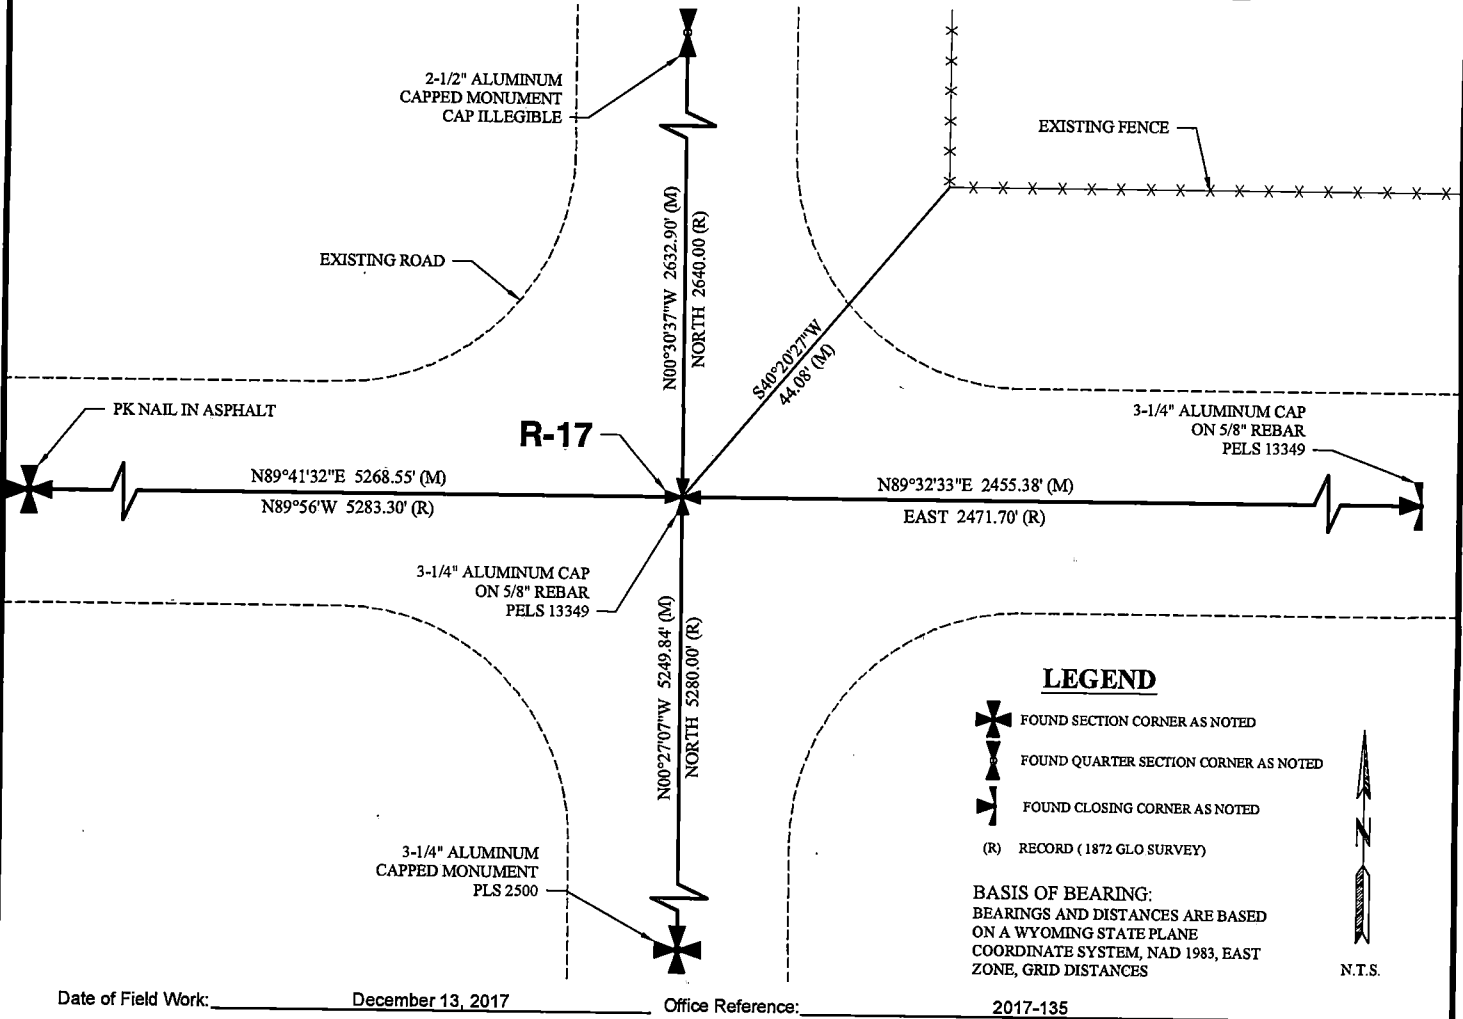 2-1/2" ALUMINUM
CAPPED MONUMENT
CAP ILLEGIBLE
EXISTING FENCE
EXISTING ROAD
N00°30'37"W 2632.90' (M)
NORTH 2640.00 (R)
S40°20'27"W
44.08' (M)
PK NAIL IN ASPHALT
R-17
3-1/4" ALUMINUM CAP
ON 5/8" REBAR
PELS 13349
N89°41'32"E 5268.55' (M)
N89°56'W 5283.30' (R)
N89°32'33"E 2455.38' (M)
EAST 2471.70' (R)
3-1/4" ALUMINUM CAP
ON 5/8" REBAR
PELS 13349
N00°27'07"W 5249.84' (M)
NORTH 5280.00' (R)
3-1/4" ALUMINUM
CAPPED MONUMENT
PLS 2500
LEGEND
FOUND SECTION CORNER AS NOTED
FOUND QUARTER SECTION CORNER AS NOTED
FOUND CLOSING CORNER AS NOTED
(R) RECORD ( 1872 GLO SURVEY)
BASIS OF BEARING:
BEARINGS AND DISTANCES ARE BASED
ON A WYOMING STATE PLANE
COORDINATE SYSTEM, NAD 1983, EAST
ZONE, GRID DISTANCES
N
N.T.S.
Date of Field Work: December 13, 2017 Office Reference: 2017-135